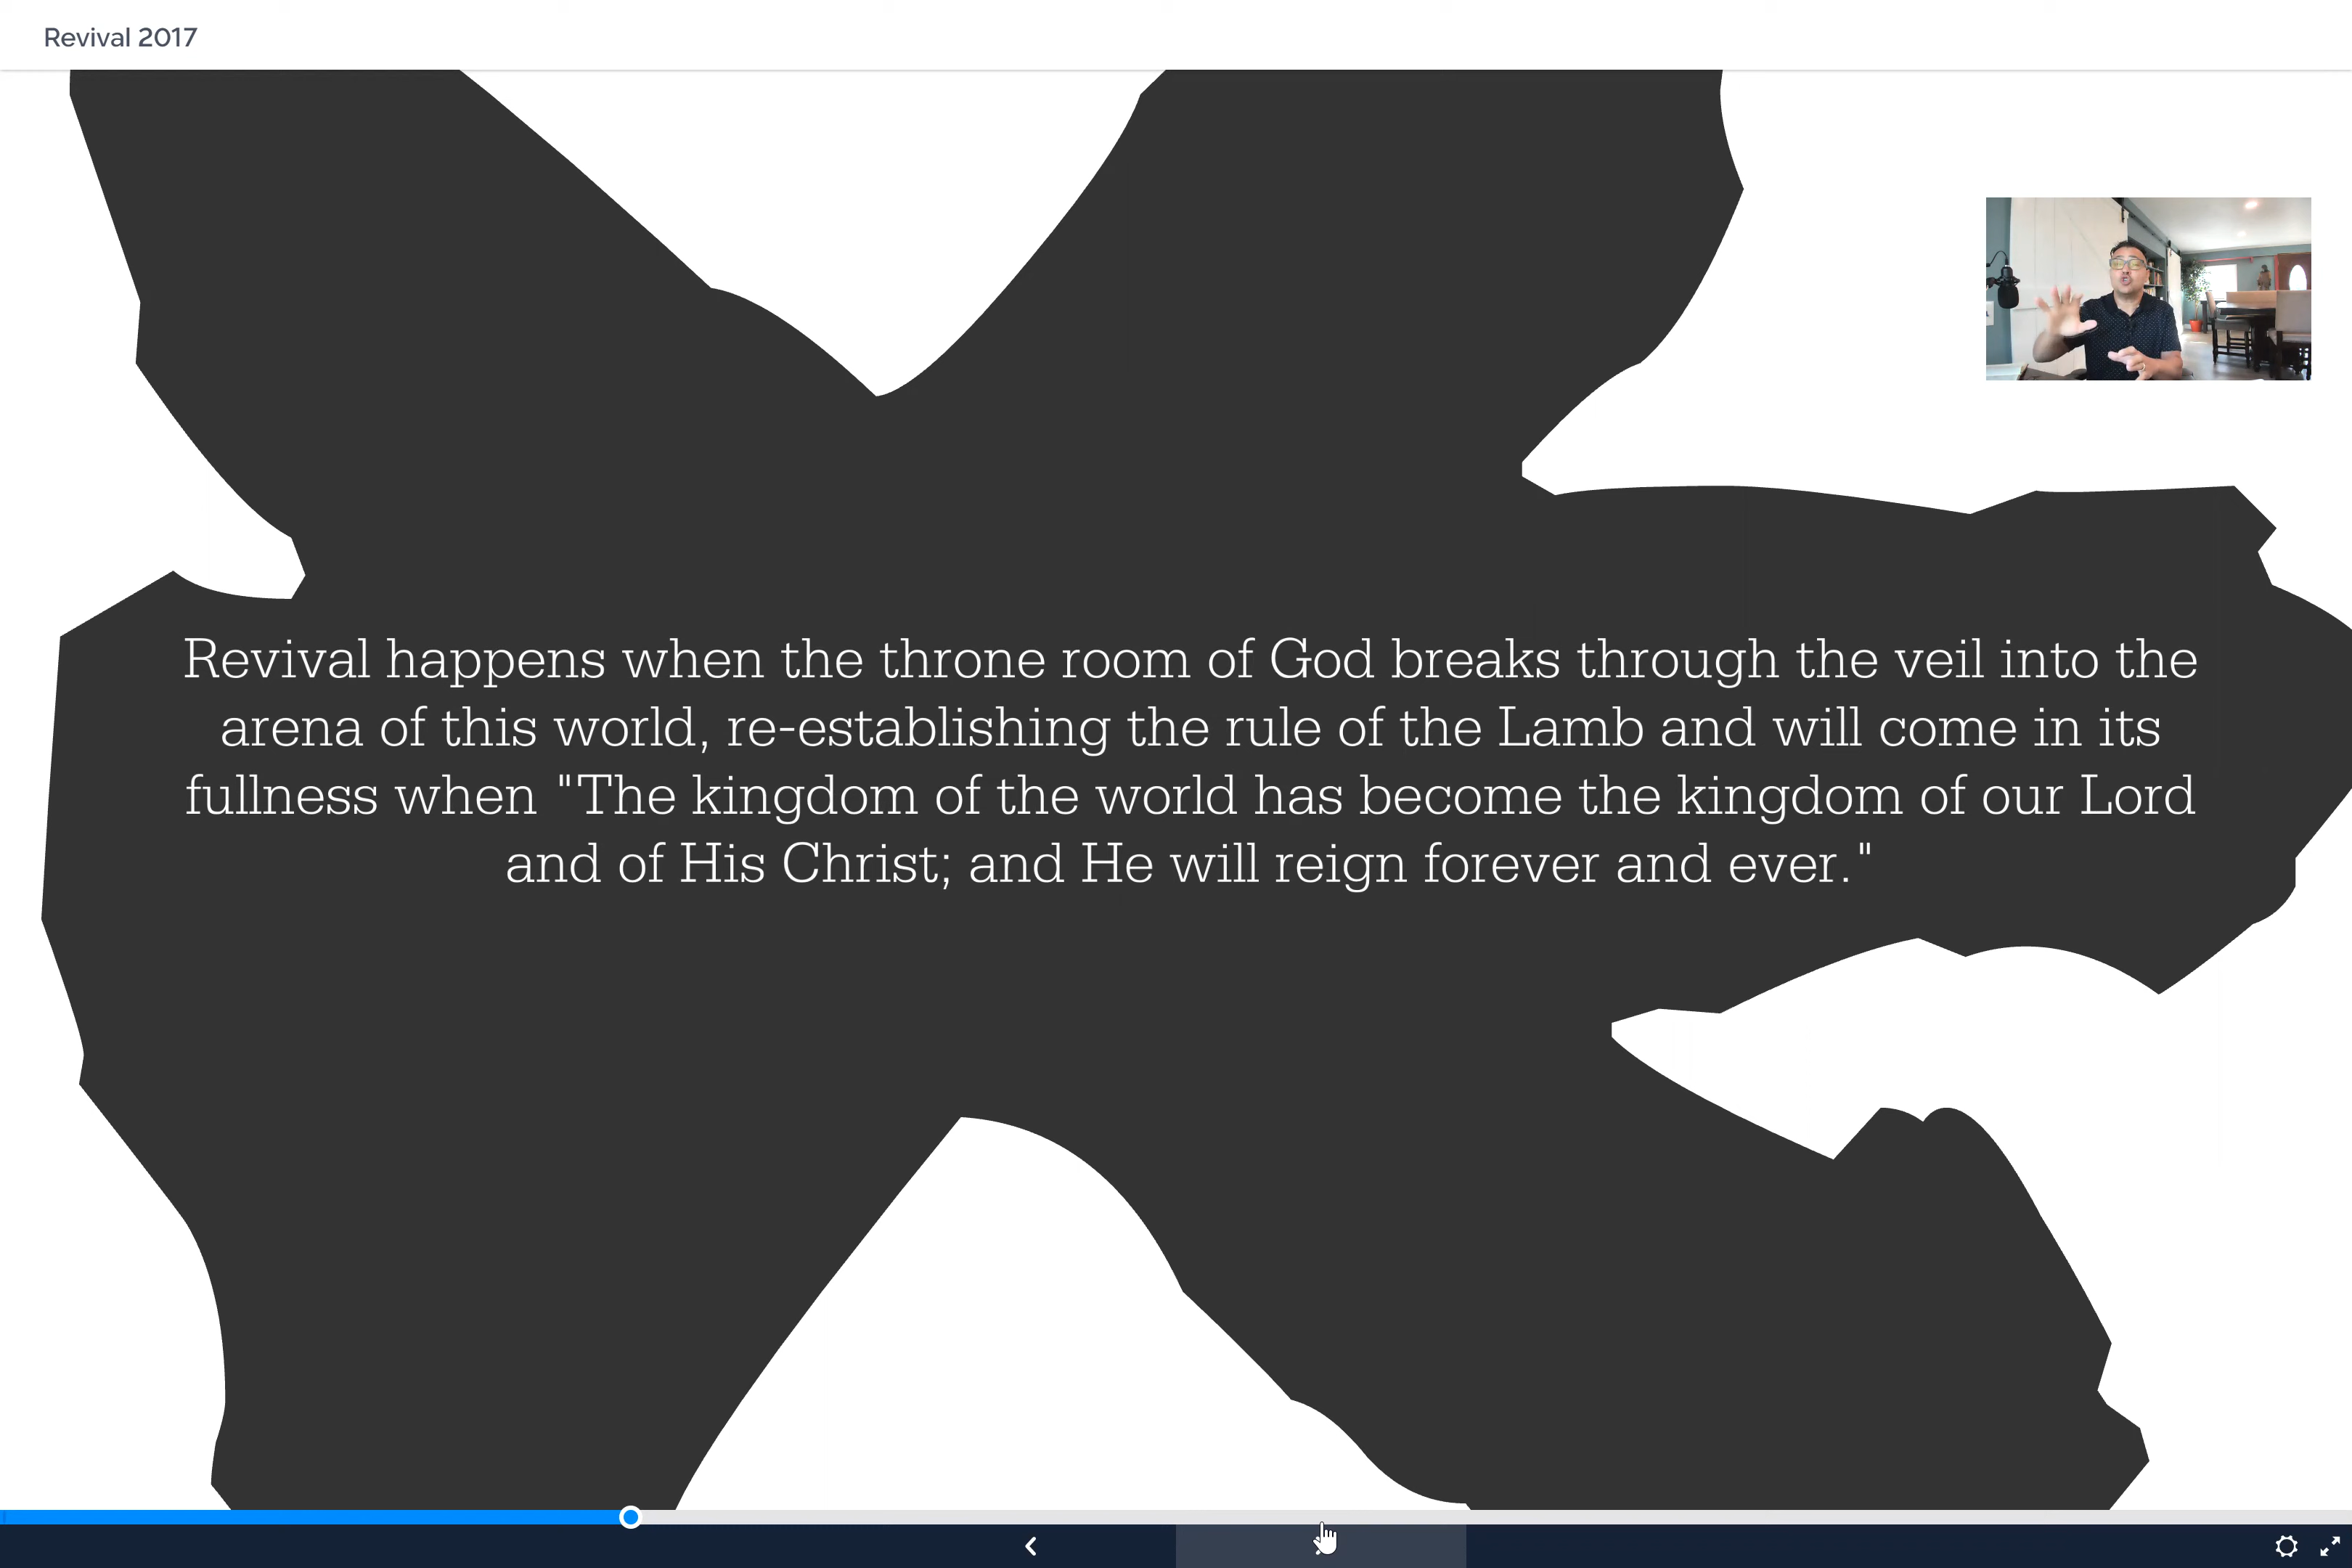 Revival 2017
Revival happens when the throne room of God breaks through the veil into the
arena of this world, re-establishing the rule of the Lamb and will come in its
fullness when "The kingdom of the world has become the kingdom of our Lord
and of His Christ; and He will reign forever and ever."